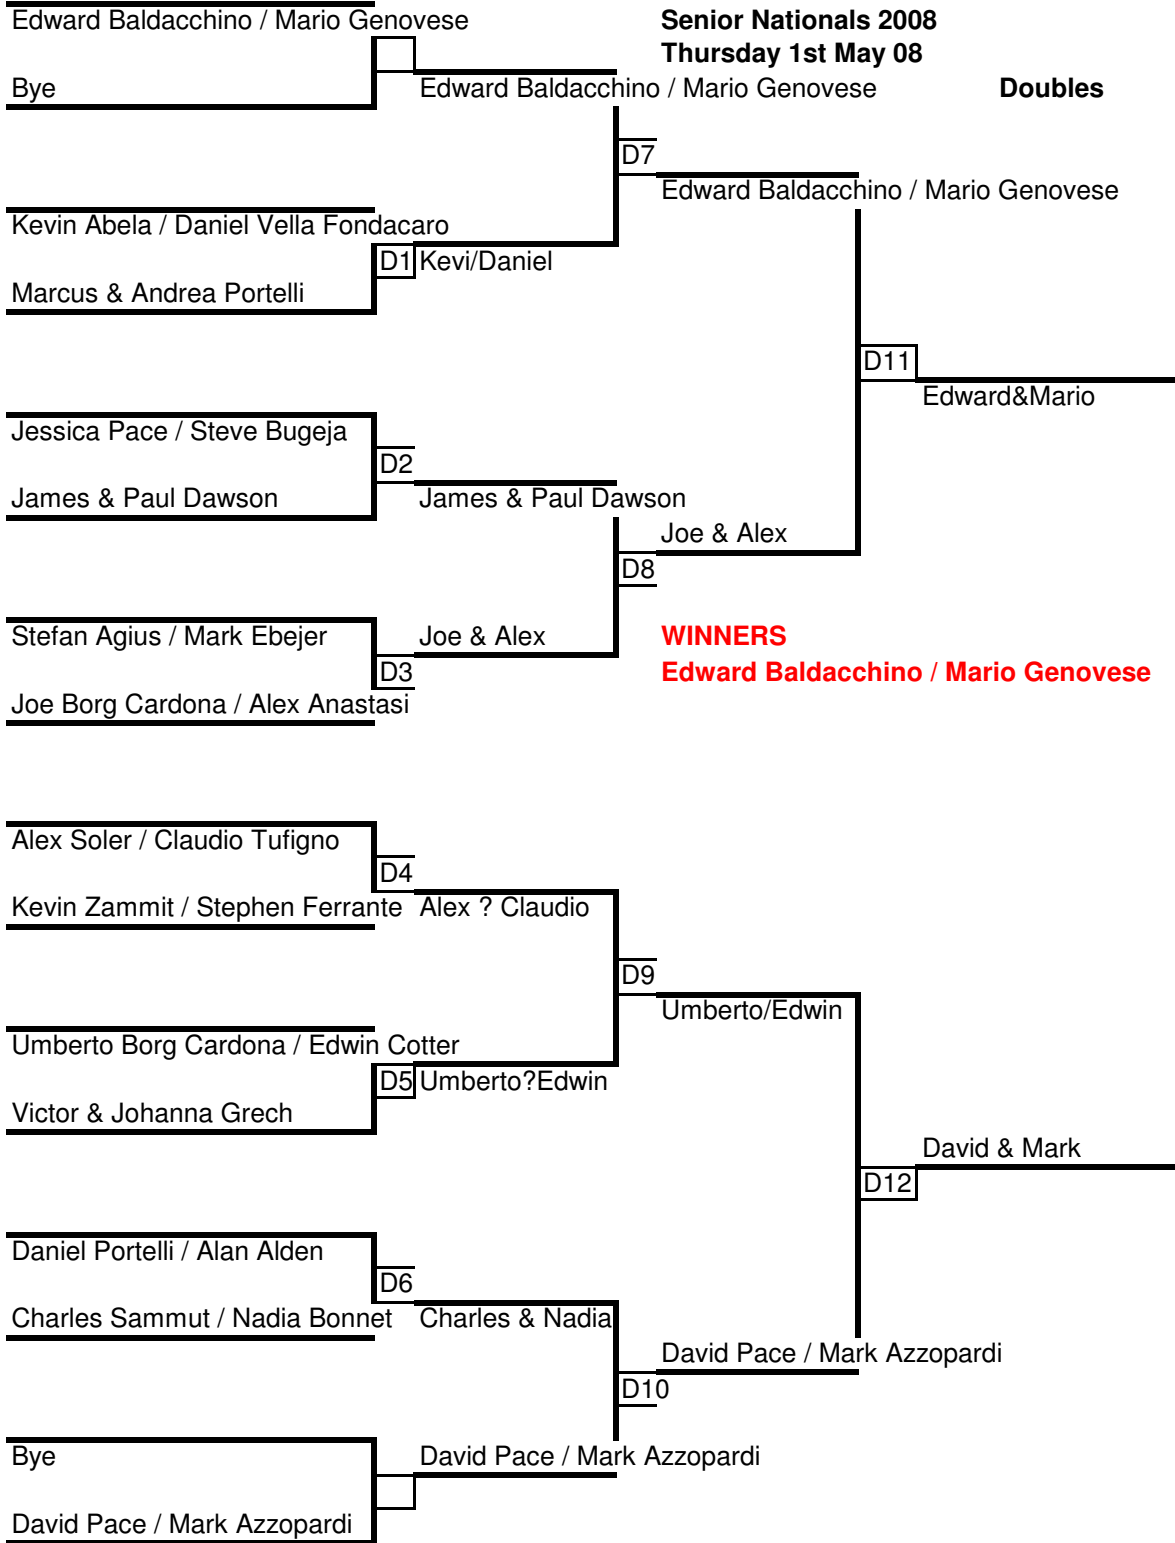 Edward Baldacchino / Mario Genovese
Senior Nationals 2008
Thursday 1st May 08
Bye
Edward Baldacchino / Mario Genovese
Doubles
D7
Edward Baldacchino / Mario Genovese
Kevin Abela / Daniel Vella Fondacaro
D1
Kevi/Daniel
Marcus & Andrea Portelli
D11
Edward&Mario
Jessica Pace / Steve Bugeja
D2
James & Paul Dawson
James & Paul Dawson
Joe & Alex
D8
Stefan Agius / Mark Ebejer
Joe & Alex
WINNERS
D3
Edward Baldacchino / Mario Genovese
Joe Borg Cardona / Alex Anastasi
Alex Soler / Claudio Tufigno
D4
Kevin Zammit / Stephen Ferrante
Alex ? Claudio
D9
Umberto/Edwin
Umberto Borg Cardona / Edwin Cotter
D5
Umberto?Edwin
Victor & Johanna Grech
David & Mark
D12
Daniel Portelli / Alan Alden
D6
Charles Sammut / Nadia Bonnet
Charles & Nadia
David Pace / Mark Azzopardi
D10
Bye
David Pace / Mark Azzopardi
David Pace / Mark Azzopardi